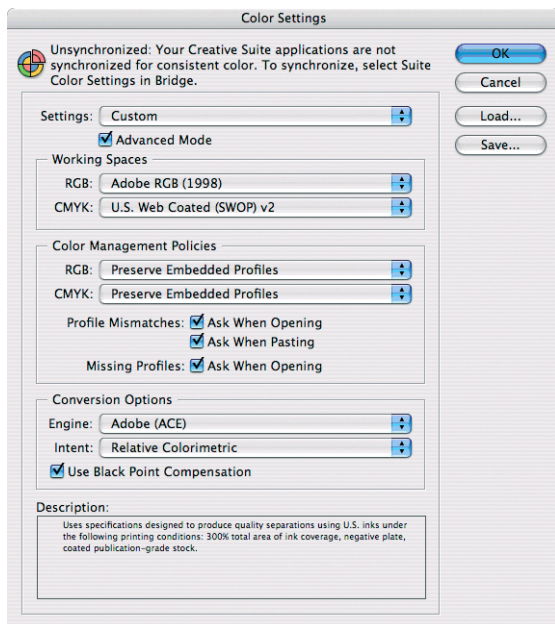 Color Settings
Unsynchronized: Your Creative Suite applications are not
synchronized for consistent color. To synchronize, select Suite
Color Settings in Bridge.
OK
Cancel
Load...
Save...
Settings: Custom
Advanced Mode
Working Spaces
RGB: Adobe RGB (1998)
CMYK: U.S. Web Coated (SWOP) v2
Color Management Policies
RGB: Preserve Embedded Profiles
CMYK: Preserve Embedded Profiles
Profile Mismatches: Ask When Opening
Ask When Pasting
Missing Profiles: Ask When Opening
Conversion Options
Engine: Adobe (ACE)
Intent: Relative Colorimetric
Use Black Point Compensation
Description:
Uses specifications designed to produce quality separations using U.S. inks under
the following printing conditions: 300% total area of ink coverage, negative plate,
coated publication-grade stock.